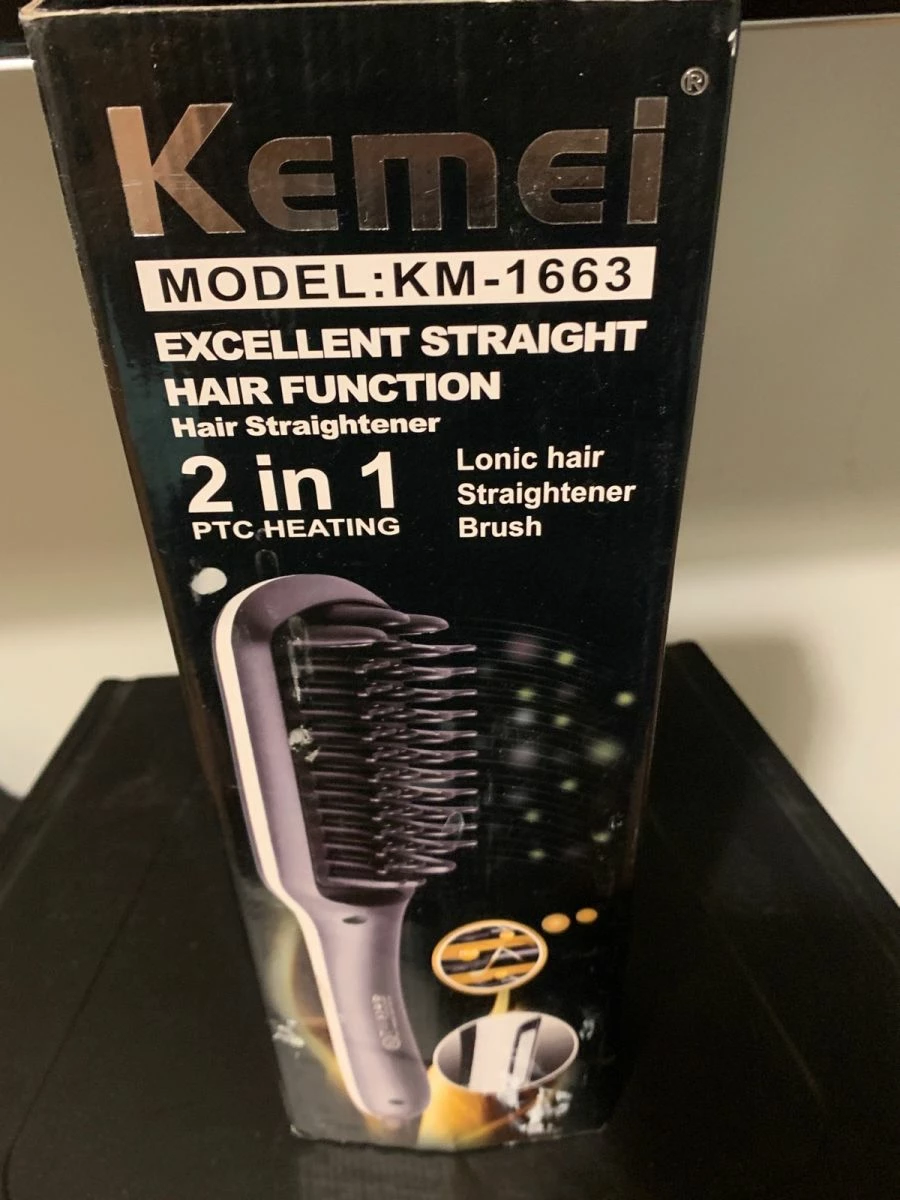 Kemei®
MODEL:KM-1663
EXCELLENT STRAIGHT
HAIR FUNCTION
Hair Straightener
2 in 1
PTC HEATING
Lonic hair
Straightener
Brush